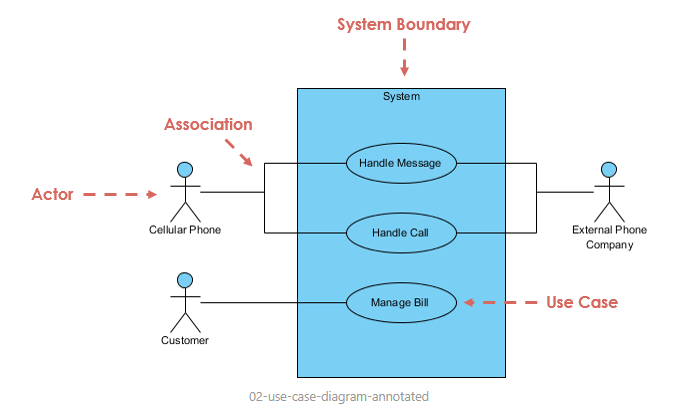 System Boundary
System
Association
Handle Message
Actor
Cellular Phone
Handle Call
External Phone
Company
Manage Bill
Use Case
Customer
02-use-case-diagram-annotated